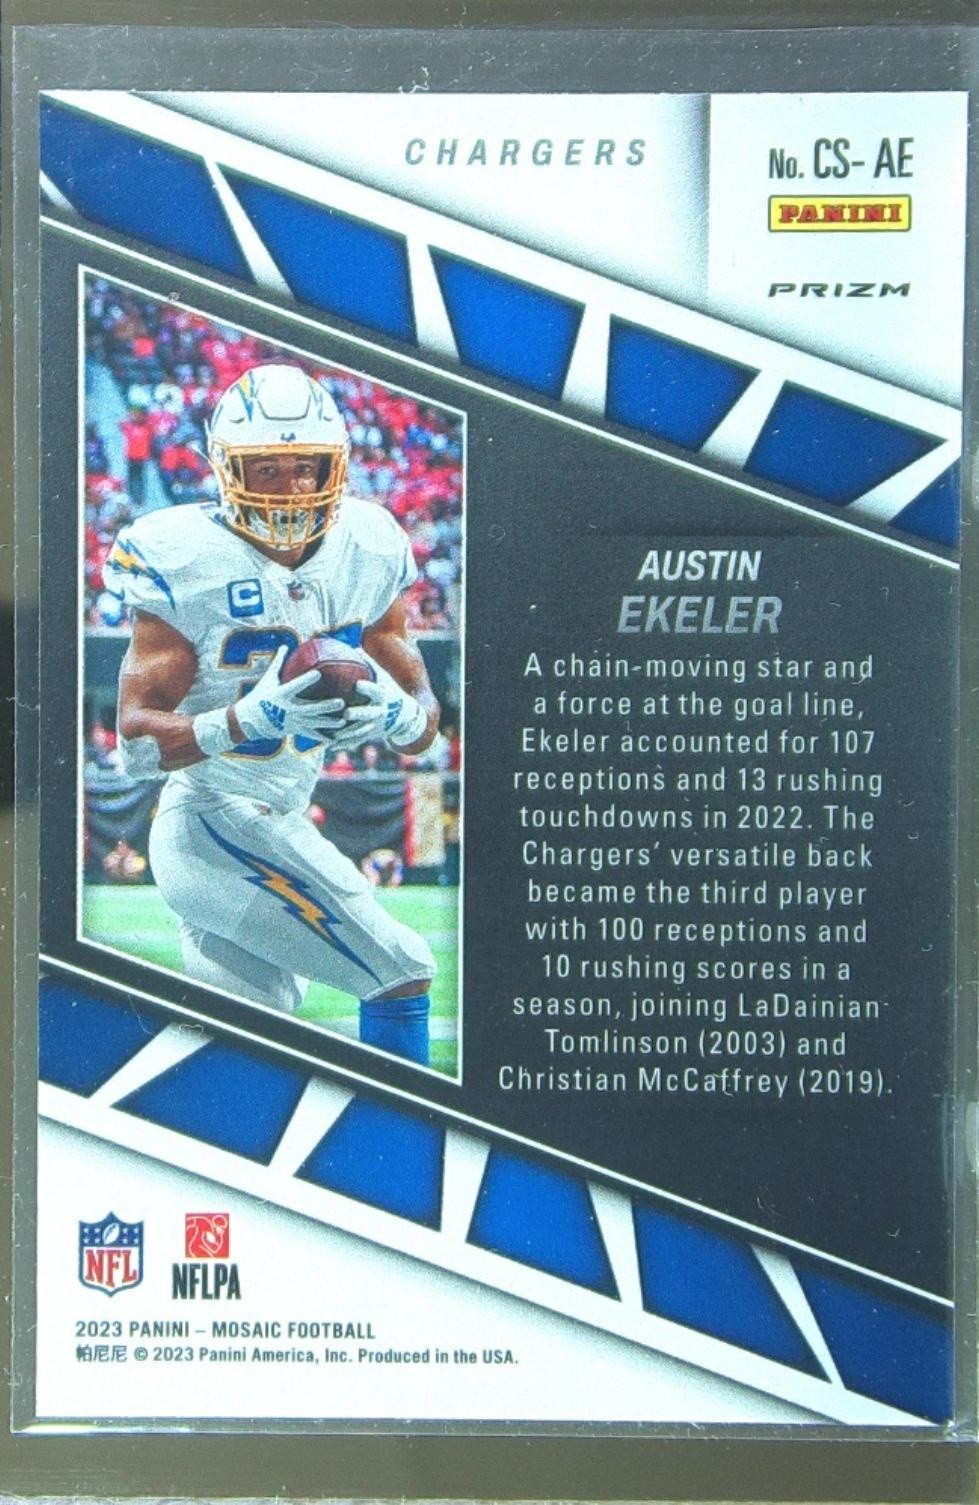 CHARGERS
No. CS- AE
PANINI
PRIZM
C
AUSTIN
EKELER
A chain-moving star and
a force at the goal line,
Ekeler accounted for 107
receptions and 13 rushing
touchdowns in 2022. The
Chargers’ versatile back
became the third player
with 100 receptions and
10 rushing scores in a
season, joining LaDainian
Tomlinson (2003) and
Christian McCaffrey (2019).
NFL
NFLPA
2023 PANINI – MOSAIC FOOTBALL
帕尼尼 © 2023 Panini America, Inc. Produced in the USA.